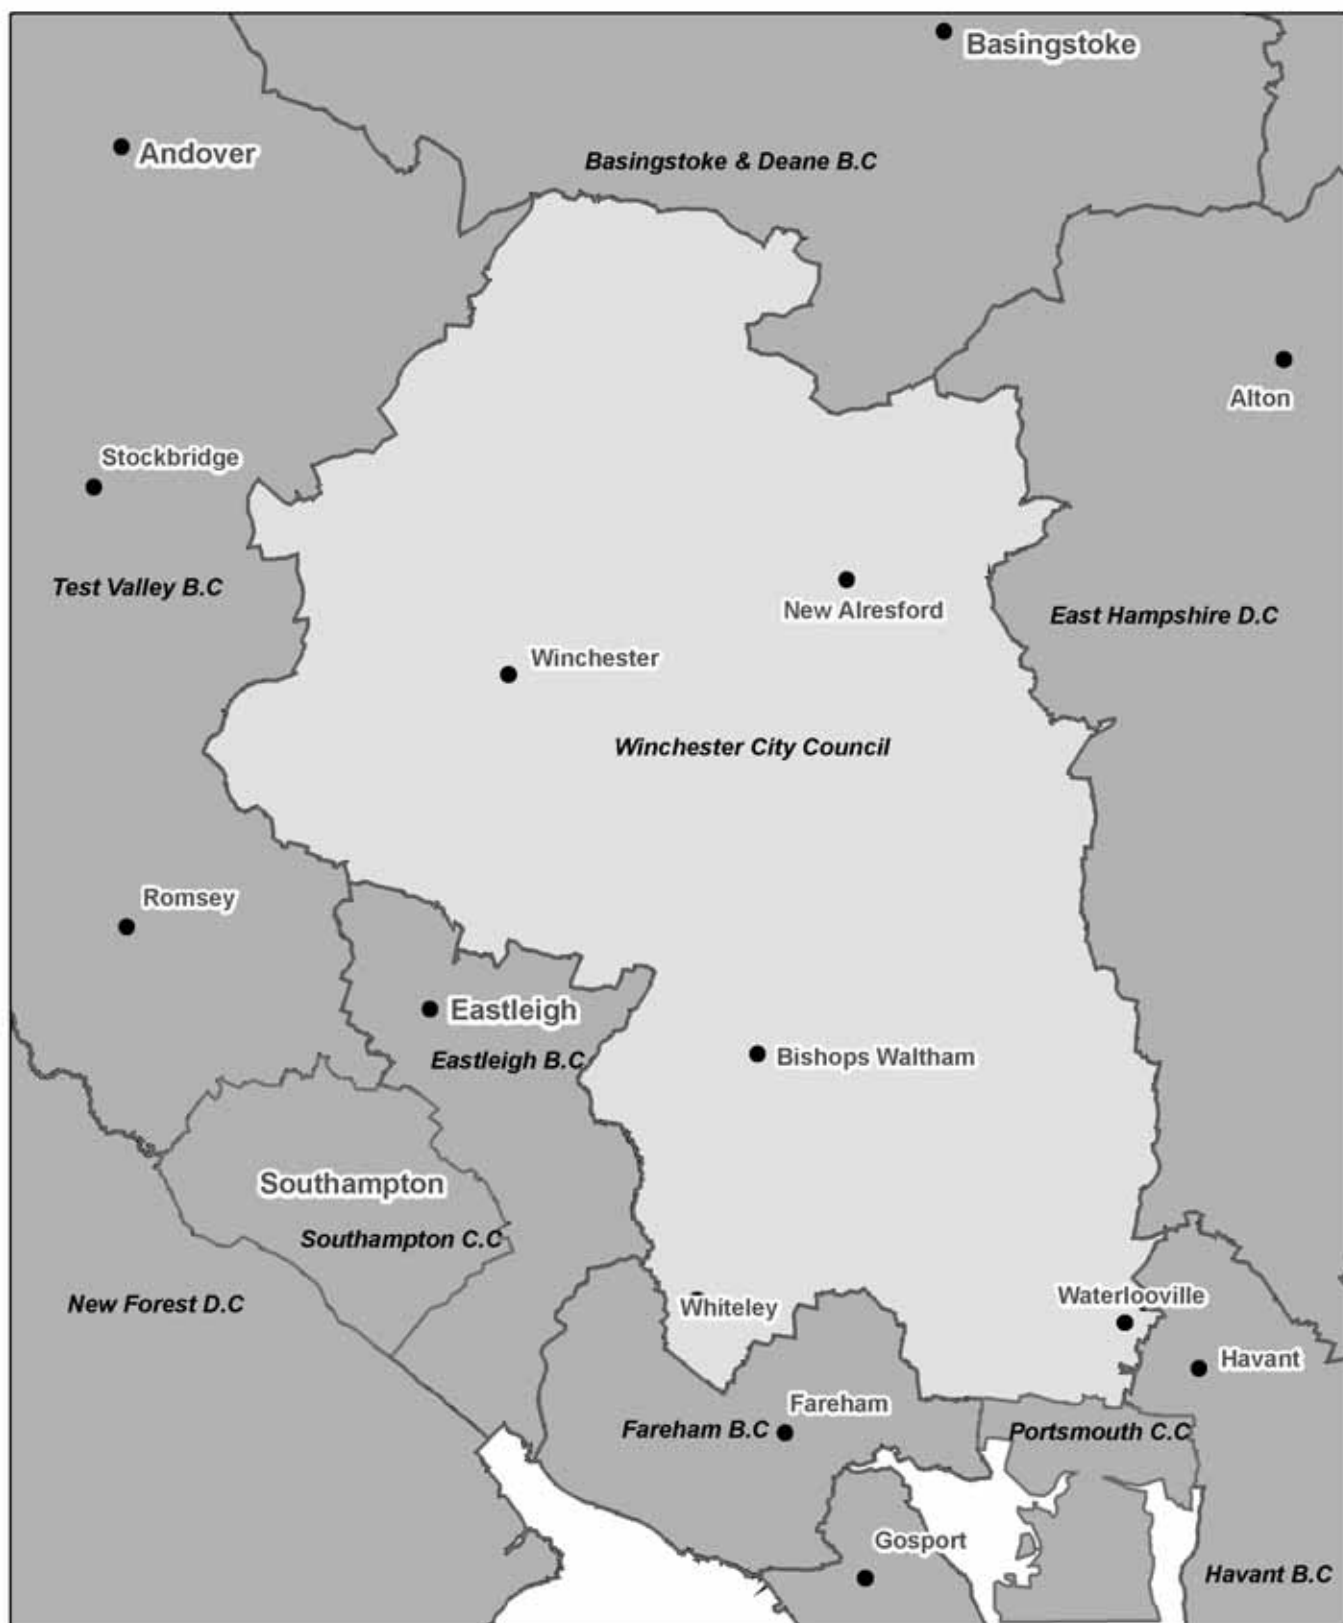 Basingstoke
Andover
Basingstoke & Deane B.C
Alton
Stockbridge
Test Valley B.C
New Alresford
East Hampshire D.C
Winchester
Winchester City Council
Romsey
Eastleigh
Eastleigh B.C
Bishops Waltham
Southampton
Southampton C.C
New Forest D.C
Whiteley
Waterlooville
Havant
Fareham
Fareham B.C
Portsmouth C.C
Gosport
Havant B.C